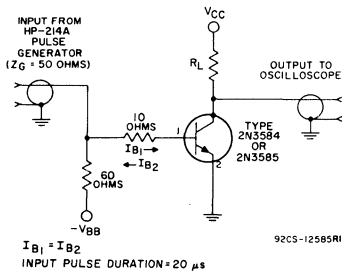 INPUT FROM
HP-214A
PULSE
GENERATOR
(ZG = 50 OHMS)
VCC
RL
OUTPUT TO
OSCILLOSCOPE
10
OHMS
1
IB1
IB2
TYPE
2N3584
OR
2N3585
2
60
OHMS
-VBB
IB1 = IB2
92CS-12585RI
INPUT PULSE DURATION = 20 μs